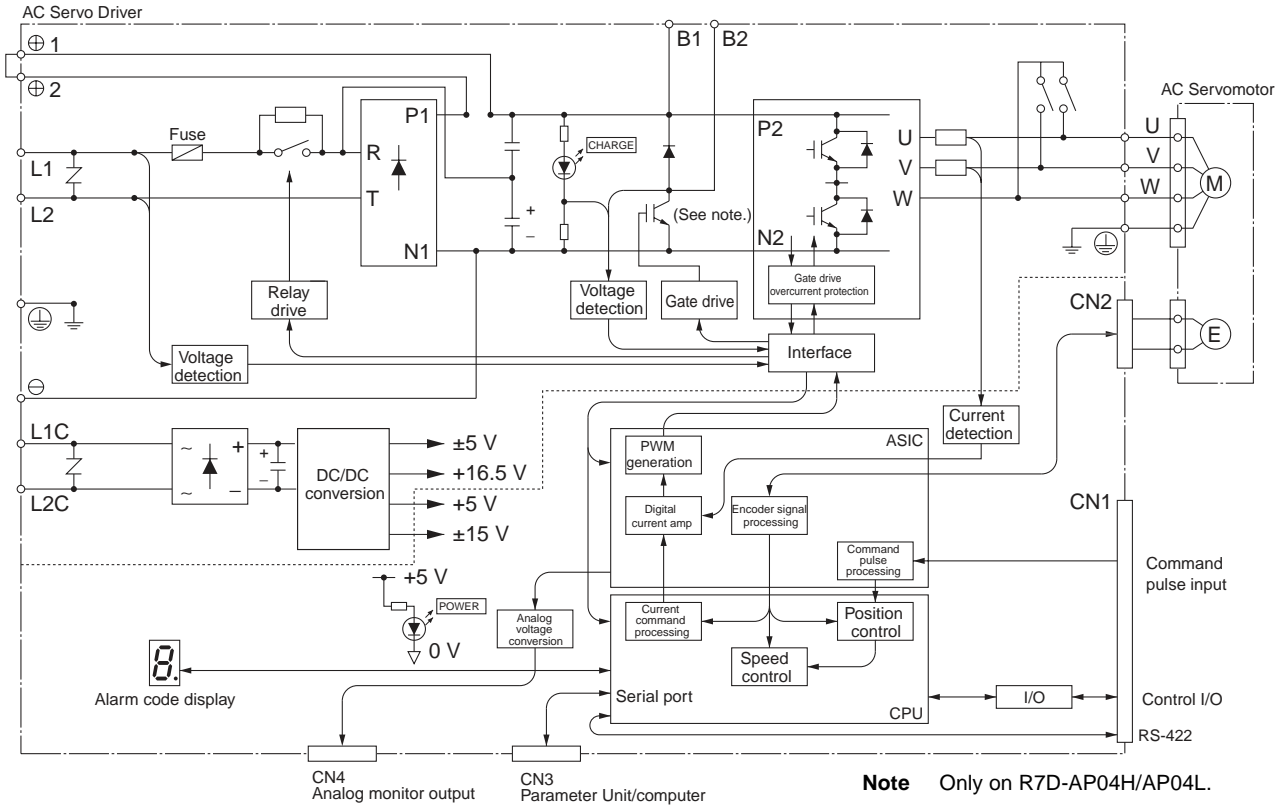 AC Servo Driver
⊕ 1
⊕ 2
B1 B2
AC Servomotor
Fuse
P1
CHARGE
P2
U
U
L1
R
V
V
L2
T
W
W
M
(See note.)
+
−
N1
N2
Relay
drive
Voltage
detection
Gate drive
Gate drive
overcurrent protection
CN2
E
Voltage
detection
Interface
⊖
L1C
~ +
+
−
~ −
L2C
DC/DC
conversion
±5 V
+16.5 V
+5 V
±15 V
Current
detection
ASIC
PWM
generation
Digital
current amp
Encoder signal
processing
Command
pulse
processing
CN1
Command
pulse input
+5 V
POWER
0 V
Analog
voltage
conversion
Current
command
processing
Position
control
Speed
control
8.
Alarm code display
Serial port
CPU
I/O
Control I/O
RS-422
CN4
Analog monitor output
CN3
Parameter Unit/computer
Note Only on R7D-AP04H/AP04L.